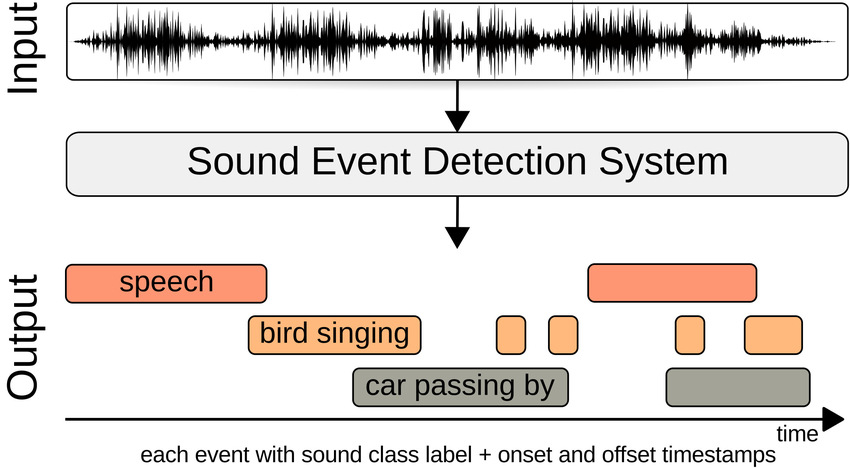 Input
Sound Event Detection System
Output
speech
bird singing
car passing by
time
each event with sound class label + onset and offset timestamps